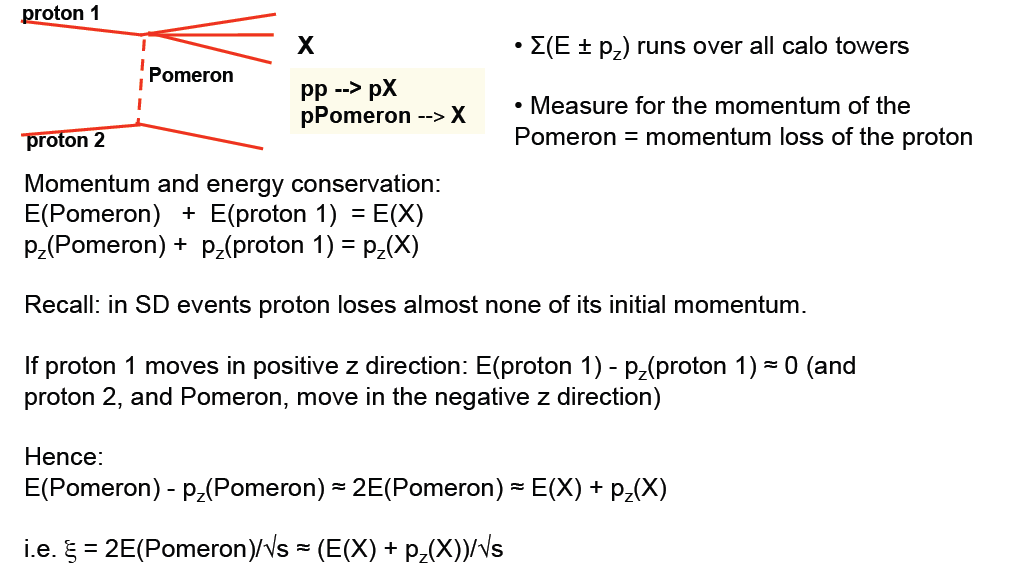 proton 1
X
Pomeron
pp --> pX
pPomeron --> X
proton 2
• Σ(E ± pz) runs over all calo towers
• Measure for the momentum of the
Pomeron = momentum loss of the proton
Momentum and energy conservation:
E(Pomeron) + E(proton 1) = E(X)
pz(Pomeron) + pz(proton 1) = pz(X)
Recall: in SD events proton loses almost none of its initial momentum.
If proton 1 moves in positive z direction: E(proton 1) - pz(proton 1) ≈ 0 (and
proton 2, and Pomeron, move in the negative z direction)
Hence:
E(Pomeron) - pz(Pomeron) ≈ 2E(Pomeron) ≈ E(X) + pz(X)
i.e. ξ = 2E(Pomeron)/√s ≈ (E(X) + pz(X))/√s